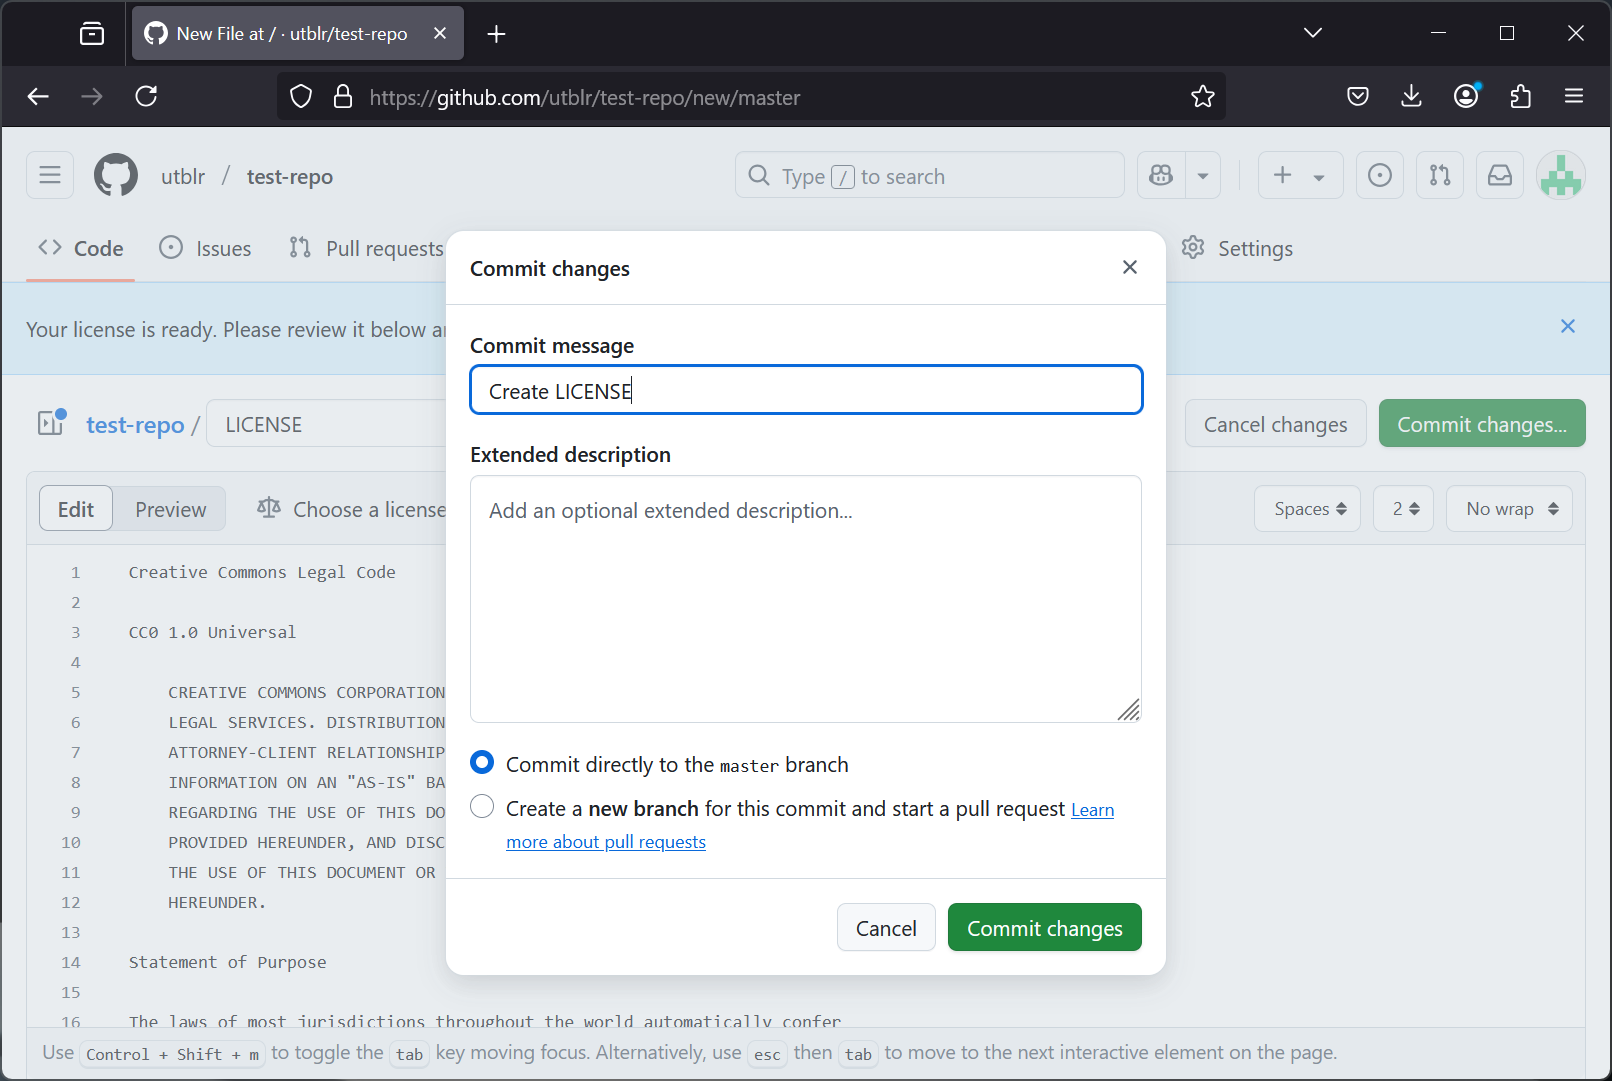 New File at / · utblr/test-repo
https://github.com/utblr/test-repo/new/master
utblr / test-repo
Type / to search
Code
Issues
Pull requests
Settings
Your license is ready. Please review it below
test-repo / LICENSE
Cancel changes
Commit changes...
Edit
Preview
Choose a license
Spaces
2
No wrap
1 Creative Commons Legal Code
2
3 CC0 1.0 Universal
4
5 CREATIVE COMMONS CORPORATION
6 LEGAL SERVICES. DISTRIBUTION
7 ATTORNEY-CLIENT RELATIONSHIP
8 INFORMATION ON AN "AS-IS" BA
9 REGARDING THE USE OF THIS DO
10 PROVIDED HEREUNDER, AND DISC
11 THE USE OF THIS DOCUMENT OR
12 HEREUNDER.
13
14 Statement of Purpose
15
16 The laws of most jurisdictions throughout the world automatically confer
Use Control + Shift + m to toggle the tab key moving focus. Alternatively, use esc then tab to move to the next interactive element on the page.
Commit changes
Commit message
Create LICENSE
Extended description
Add an optional extended description...
Commit directly to the master branch
Create a new branch for this commit and start a pull request Learn
more about pull requests
Cancel
Commit changes